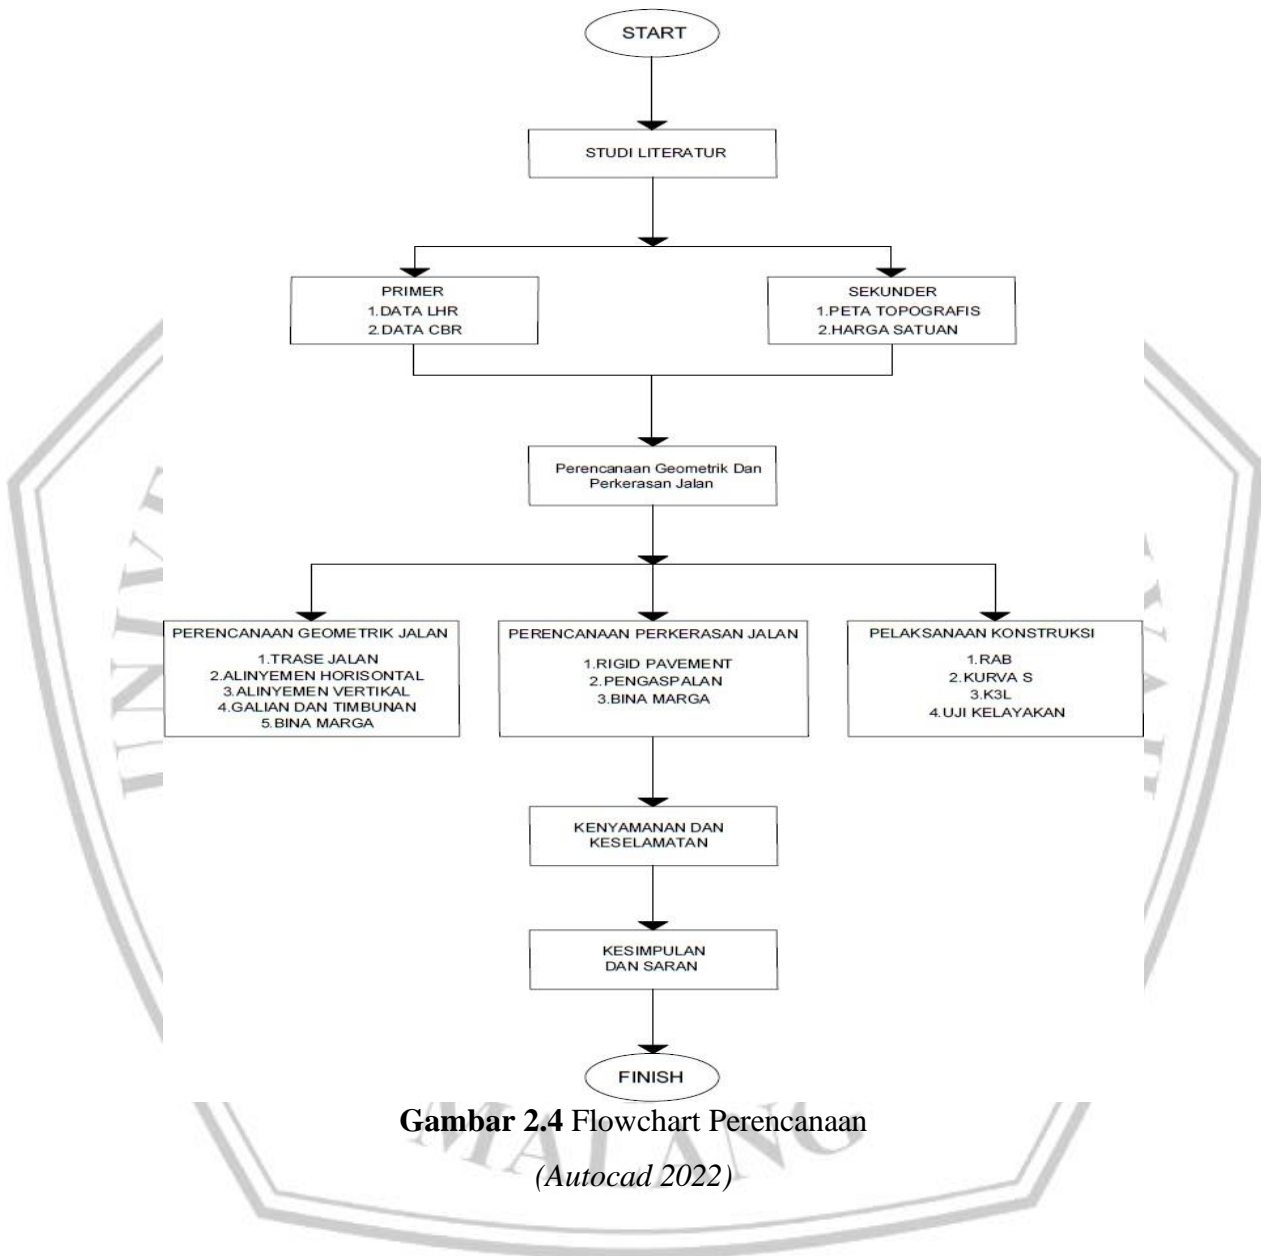 START
STUDI LITERATUR
PRIMER
1.DATA LHR
2.DATA CBR
SEKUNDER
1.PETA TOPOGRAFIS
2.HARGA SATUAN
Perencanaan Geometrik Dan
Perkerasan Jalan
PERENCANAAN GEOMETRIK JALAN
1.TRASE JALAN
2.ALINYEMEN HORISONTAL
3.ALINYEMEN VERTIKAL
4.GALIAN DAN TIMBUNAN
5.BINA MARGA
PERENCANAAN PERKERASAN JALAN
1.RIGID PAVEMENT
2.PENGASPALAN
3.BINA MARGA
PELAKSANAAN KONSTRUKSI
1.RAB
2.KURVA S
3.K3L
4.UJI KELAYAKAN
KENYAMANAN DAN
KESELAMATAN
KESIMPULAN
DAN SARAN
FINISH
Gambar 2.4 Flowchart Perencanaan
(Autocad 2022)
MALANG